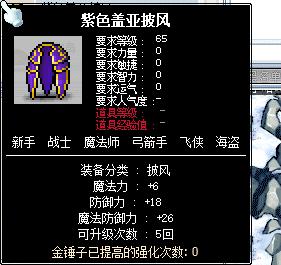 紫色盖亚披风
要求等级： 65
要求力量： 0
要求敏捷： 0
要求智力： 0
要求运气： 0
要求人气度： -
道具等级： -
道具经验值： -
新手 战士 魔法师 弓箭手 飞侠 海盗
装备分类：披风
魔法力：+6
防御力：+18
魔法防御力：+26
可升级次数：5回
金锤子已提高的强化次数: 0